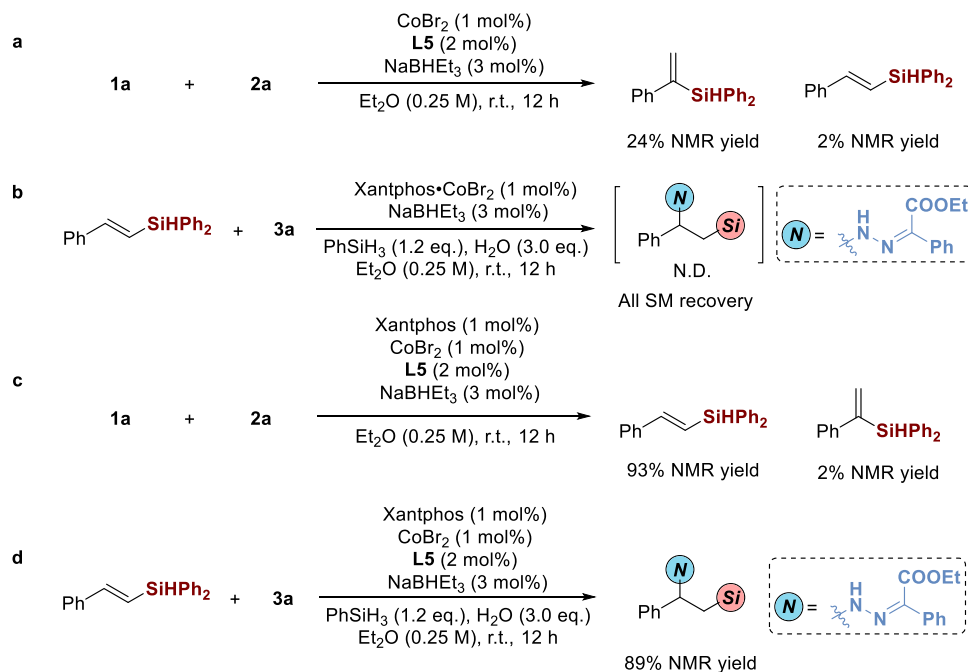 a
1a + 2a
CoBr2 (1 mol%)
L5 (2 mol%)
NaBHEt3 (3 mol%)
Et2O (0.25 M), r.t., 12 h
Ph SiHPh2
24% NMR yield
Ph SiHPh2
2% NMR yield
b
Ph SiHPh2 + 3a
Xantphos•CoBr2 (1 mol%)
NaBHEt3 (3 mol%)
PhSiH3 (1.2 eq.), H2O (3.0 eq.)
Et2O (0.25 M), r.t., 12 h
N
Ph Si
N.D.
All SM recovery
N = H N N COOEt Ph
c
1a + 2a
Xantphos (1 mol%)
CoBr2 (1 mol%)
L5 (2 mol%)
NaBHEt3 (3 mol%)
Et2O (0.25 M), r.t., 12 h
Ph SiHPh2
93% NMR yield
Ph SiHPh2
2% NMR yield
d
Ph SiHPh2 + 3a
Xantphos (1 mol%)
CoBr2 (1 mol%)
L5 (2 mol%)
NaBHEt3 (3 mol%)
PhSiH3 (1.2 eq.), H2O (3.0 eq.)
Et2O (0.25 M), r.t., 12 h
N
Ph Si
89% NMR yield
N = H N N COOEt Ph